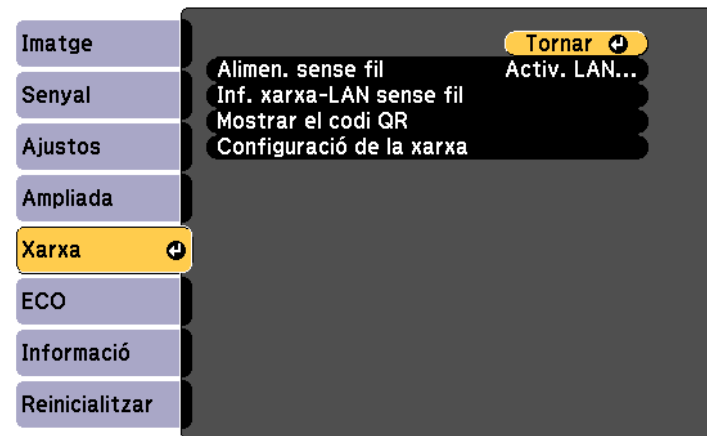 Imatge
Senyal
Ajustos
Ampliada
Xarxa
ECO
Informació
Reinicialitzar
Tornar
Alimen. sense fil Activ. LAN...
Inf. xarxa-LAN sense fil
Mostrar el codi QR
Configuració de la xarxa